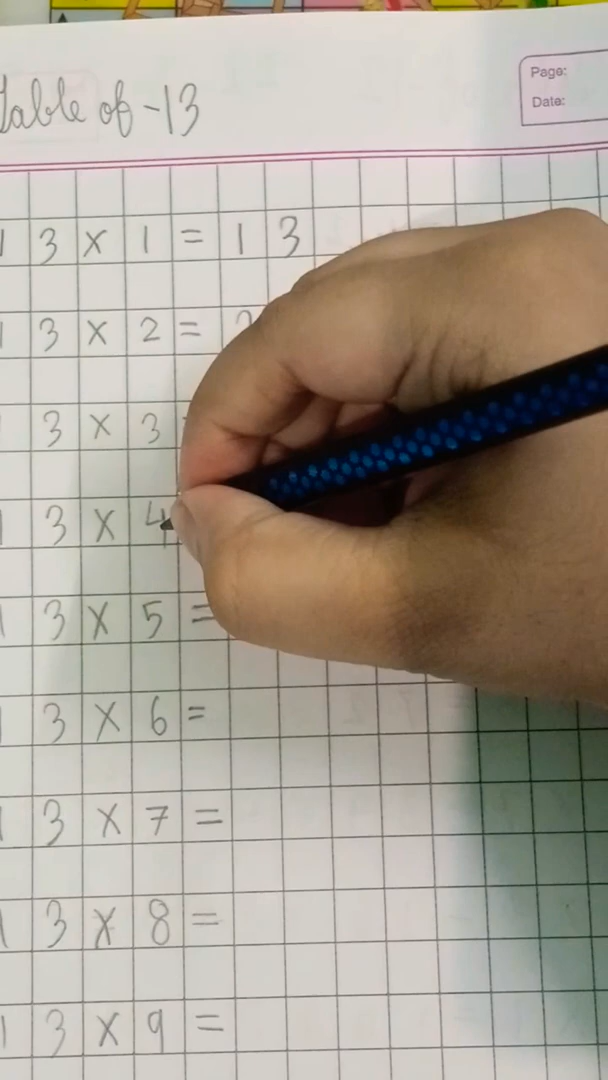 Table of -13
Page:
Date:
13 × 1 = 13
13 × 2 =
13 × 3
13 × 4
13 × 5 =
13 × 6 =
13 × 7 =
13 × 8 =
13 × 9 =